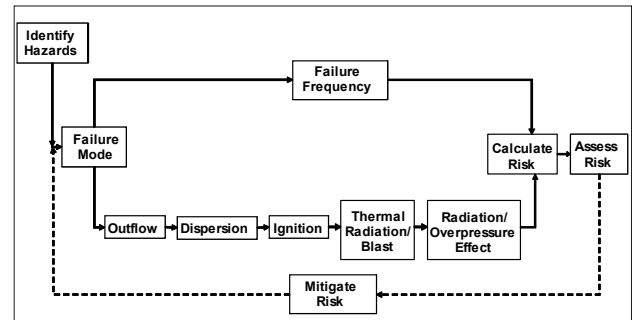 Identify
Hazards
Failure
Frequency
Failure
Mode
Calculate
Risk
Assess
Risk
Outflow
Dispersion
Ignition
Thermal
Radiation/
Blast
Radiation/
Overpressure
Effect
Mitigate
Risk